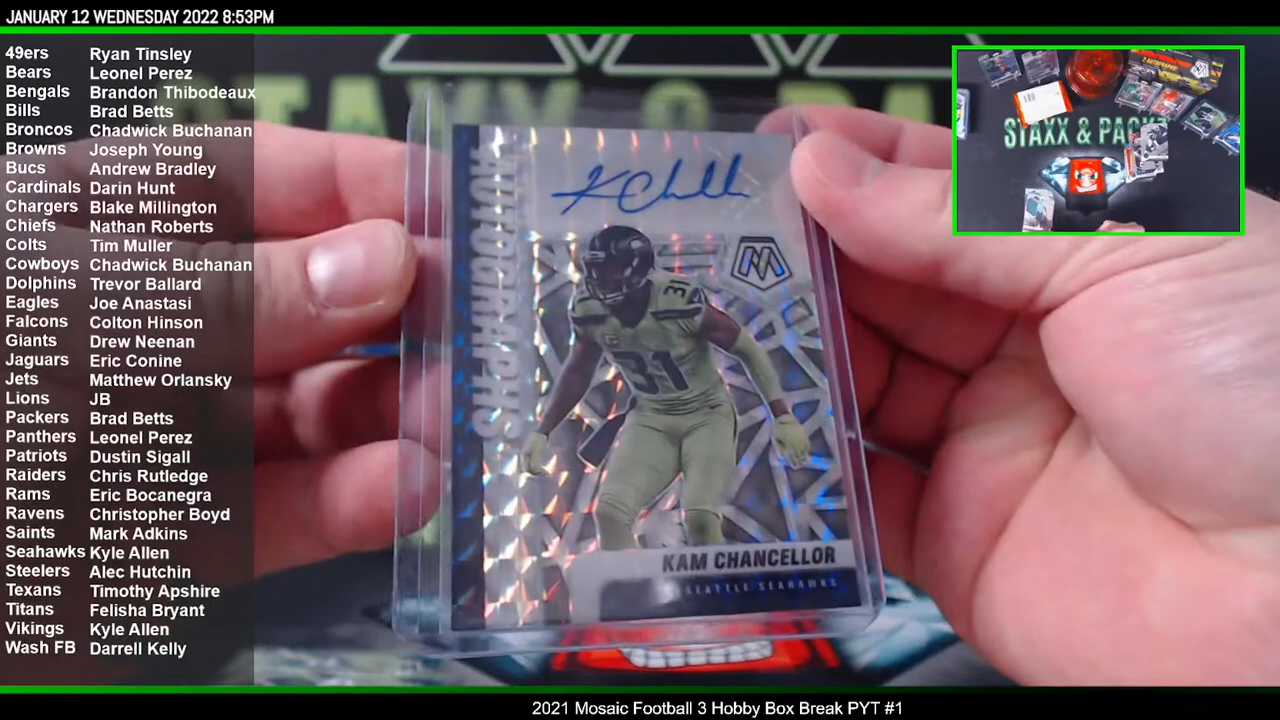 JANUARY 12 WEDNESDAY 2022 8:53PM
49ers Ryan Tinsley
Bears Leonel Perez
Bengals Brandon Thibodeaux
Bills Brad Betts
Broncos Chadwick Buchanan
Browns Joseph Young
Bucs Andrew Bradley
Cardinals Darin Hunt
Chargers Blake Millington
Chiefs Nathan Roberts
Colts Tim Muller
Cowboys Chadwick Buchanan
Dolphins Trevor Ballard
Eagles Joe Anastasi
Falcons Colton Hinson
Giants Drew Neenan
Jaguars Eric Conine
Jets Matthew Orlansky
Lions JB
Packers Brad Betts
Panthers Leonel Perez
Patriots Dustin Sigall
Raiders Chris Rutledge
Rams Eric Bocanegra
Ravens Christopher Boyd
Saints Mark Adkins
Seahawks Kyle Allen
Steelers Alec Hutchin
Texans Timothy Apshire
Titans Felisha Bryant
Vikings Kyle Allen
Wash FB Darrell Kelly
AUTOGRAPHS
M
31
31
KAM CHANCELLOR
SEATTLE SEAHAWKS
STAXX & PACKZ
2021 Mosaic Football 3 Hobby Box Break PYT #1